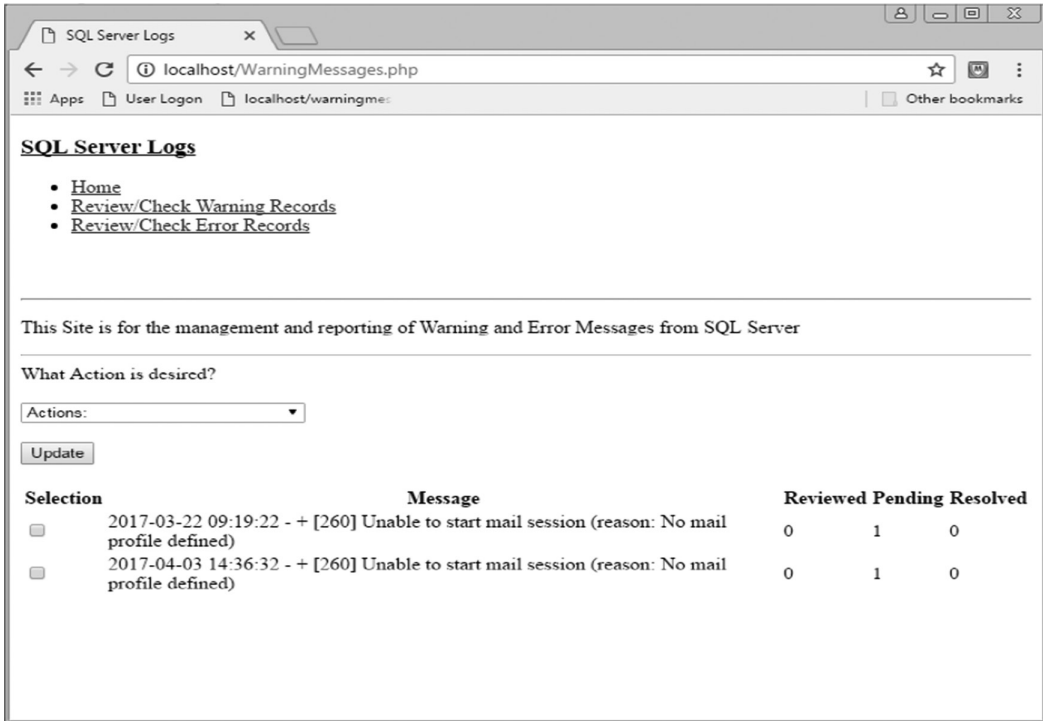 SQL Server Logs
localhost/WarningMessages.php
Apps User Logon localhost/warningmes Other bookmarks
SQL Server Logs
Home
Review/Check Warning Records
Review/Check Error Records
This Site is for the management and reporting of Warning and Error Messages from SQL Server
What Action is desired?
Actions:
Update
Selection Message Reviewed Pending Resolved
2017-03-22 09:19:22 - + [260] Unable to start mail session (reason: No mail
profile defined) 0 1 0
2017-04-03 14:36:32 - + [260] Unable to start mail session (reason: No mail
profile defined) 0 1 0